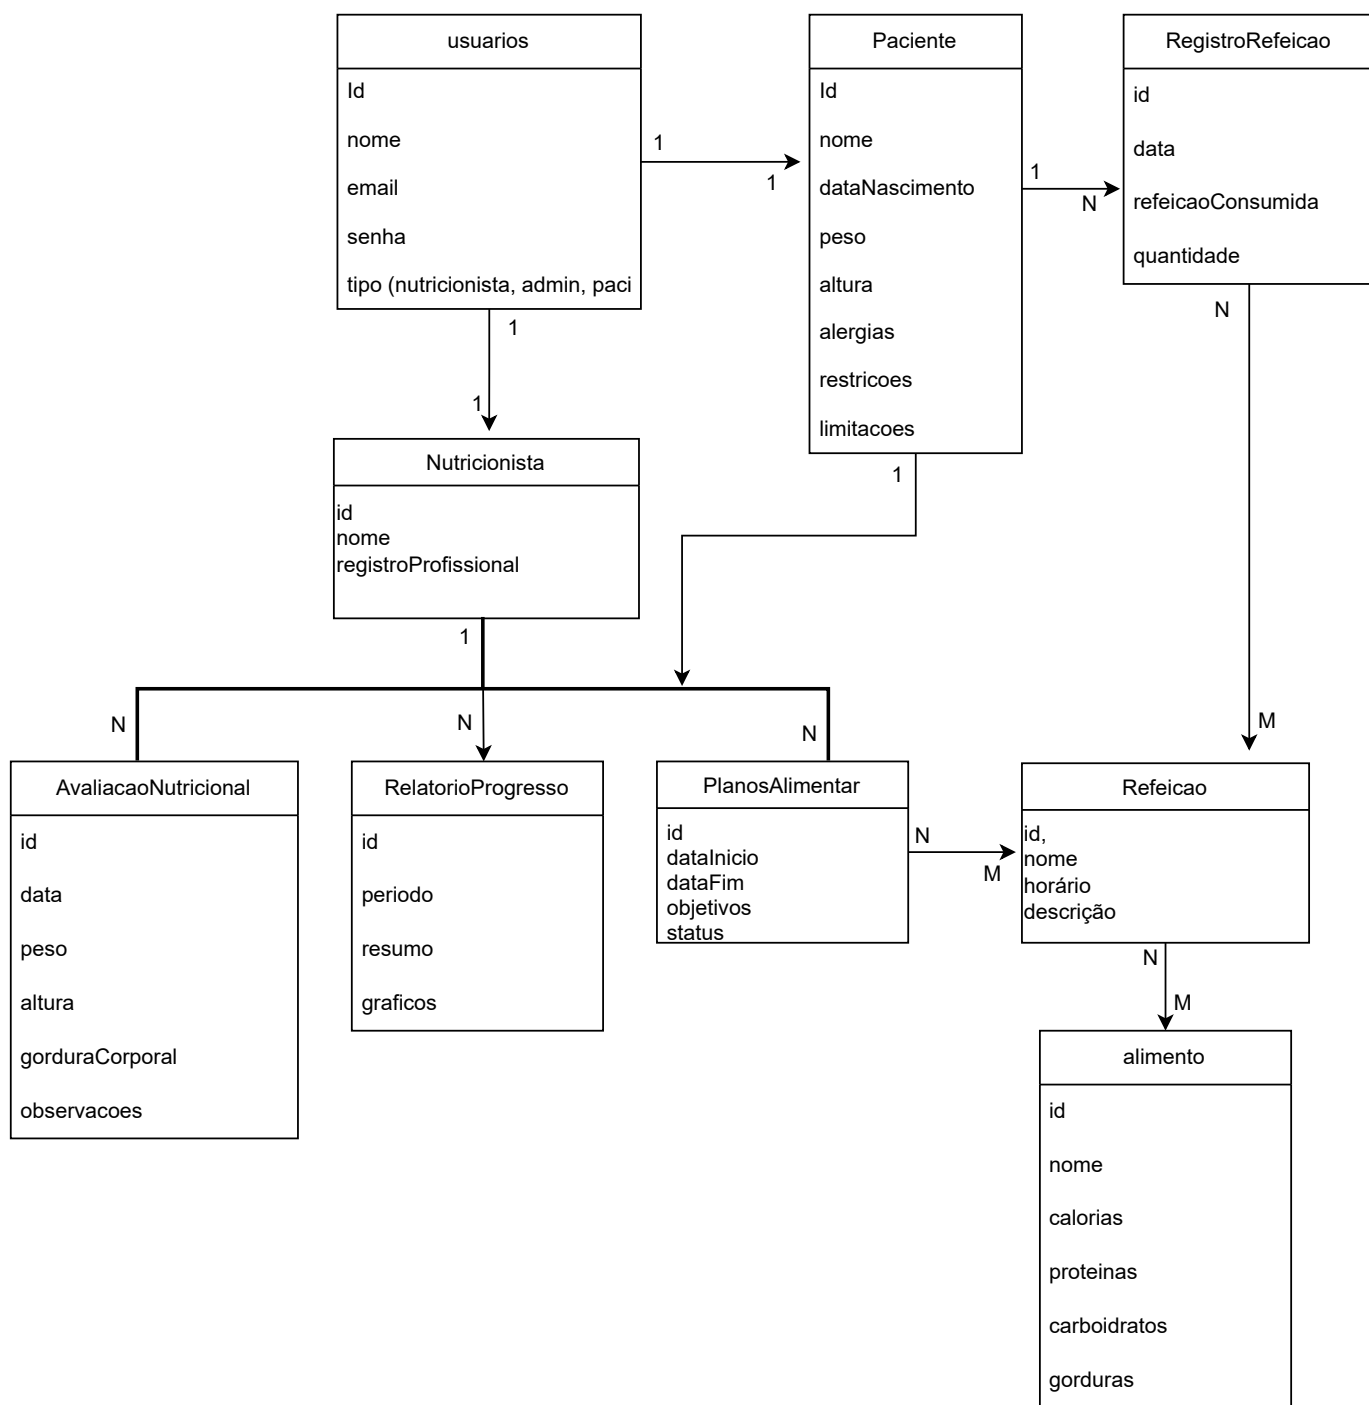 usuarios
Id
nome
email
senha
tipo (nutricionista, admin, paci
1
1
1
1
Paciente
Id
nome
dataNascimento
peso
altura
alergias
restricoes
limitacoes
1
N
1
RegistroRefeicao
id
data
refeicaoConsumida
quantidade
N
M
Nutricionista
id
nome
registroProfissional
1
N
N
N
AvaliacaoNutricional
id
data
peso
altura
gorduraCorporal
observacoes
RelatorioProgresso
id
periodo
resumo
graficos
PlanosAlimentar
id
dataInicio
dataFim
objetivos
status
N
M
Refeicao
id,
nome
horário
descrição
N
M
alimento
id
nome
calorias
proteinas
carboidratos
gorduras